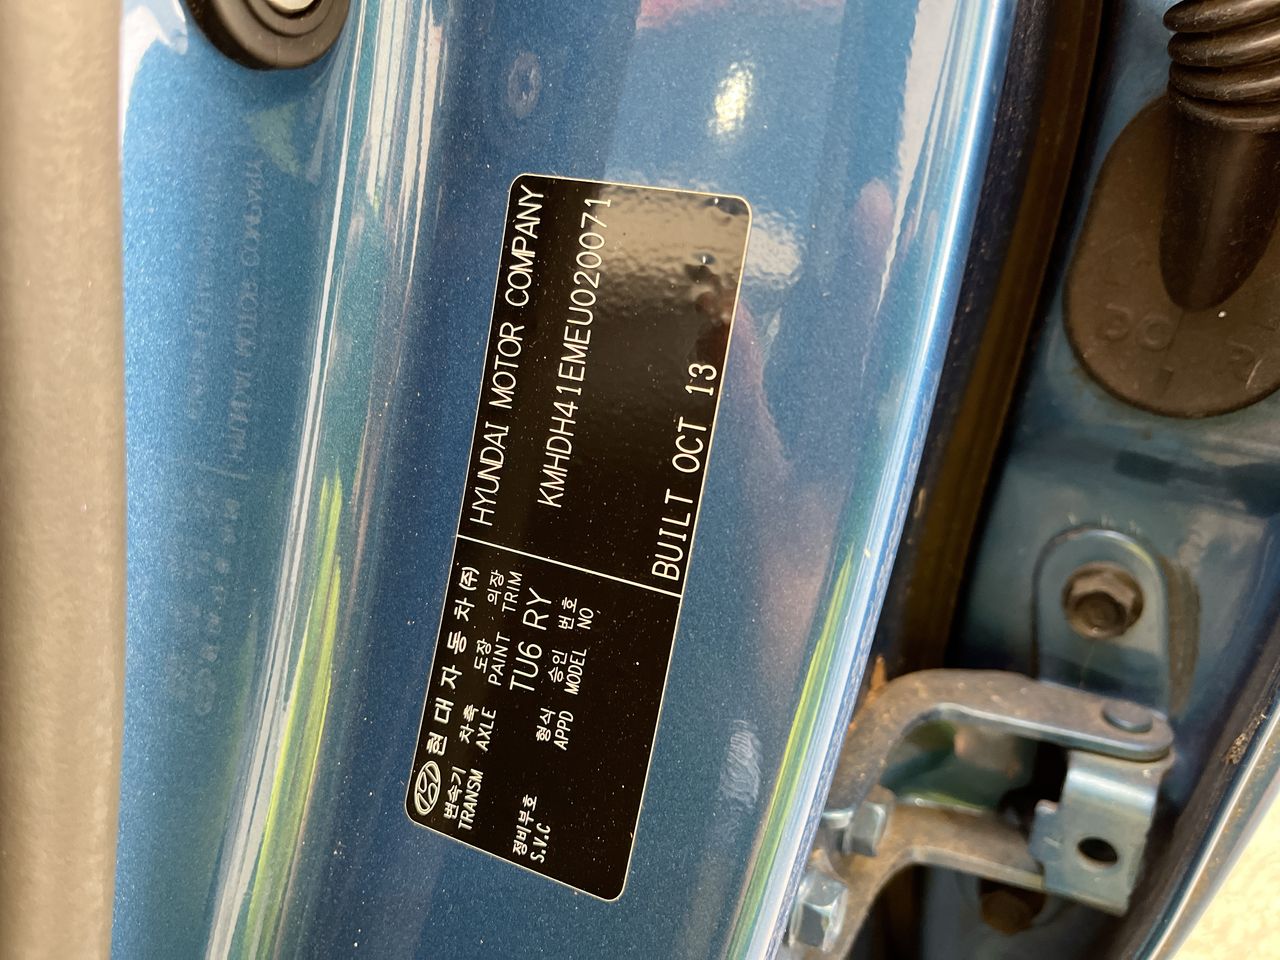 현대자동차(주)
변속기 차축 도장 의장
TRANSM AXLE PAINT TRIM
TU6 RY
정비부호 형식 승인 번호
S.V.C APPD MODEL NO
HYUNDAI MOTOR COMPANY
KMHDH41EMEU020071
BUILT OCT 13